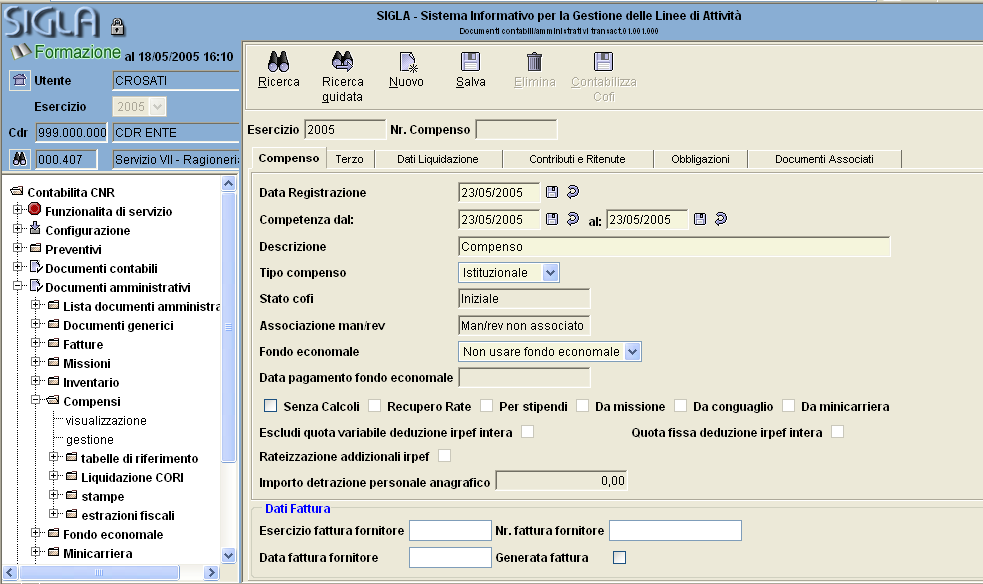 SIGLA
SIGLA - Sistema Informativo per la Gestione delle Linee di Attività
Documenti contabili/amministrativi transact.01.001.000
Formazione al 18/05/2005 16:10
Utente CROSATI
Esercizio 2005
Cdr 999.000.000 CDR ENTE
000.407 Servizio VII - Ragioneri
Ricerca
Ricerca guidata
Nuovo
Salva
Elimina
Contabilizza Cofi
Esercizio 2005 Nr. Compenso
Compenso Terzo Dati Liquidazione Contributi e Ritenute Obbligazioni Documenti Associati
Contabilita CNR
Funzionalita di servizio
Configurazione
Preventivi
Documenti contabili
Documenti amministrativi
Lista documenti amministra
Documenti generici
Fatture
Missioni
Inventario
Compensi
visualizzazione
gestione
tabelle di riferimento
Liquidazione CORI
stampe
estrazioni fiscali
Fondo economale
Minicarriera
Data Registrazione 23/05/2005
Competenza dal: 23/05/2005 al: 23/05/2005
Descrizione Compenso
Tipo compenso Istituzionale
Stato cofi Iniziale
Associazione man/rev Man/rev non associato
Fondo economale Non usare fondo economale
Data pagamento fondo economale
Senza Calcoli Recupero Rate Per stipendi Da missione Da conguaglio Da minicarriera
Escludi quota variabile deduzione irpef intera Quota fissa deduzione irpef intera
Rateizzazione addizionali irpef
Importo detrazione personale anagrafico 0,00
Dati Fattura
Esercizio fattura fornitore Nr. fattura fornitore
Data fattura fornitore Generata fattura